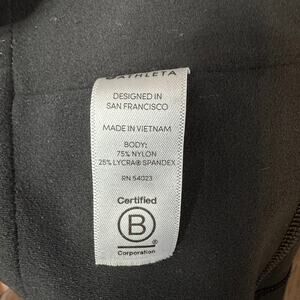 ATHLETA
DESIGNED IN
SAN FRANCISCO
MADE IN VIETNAM
BODY:
75% NYLON
25% LYCRA® SPANDEX
RN 54023
Certified
B
®
Corporation